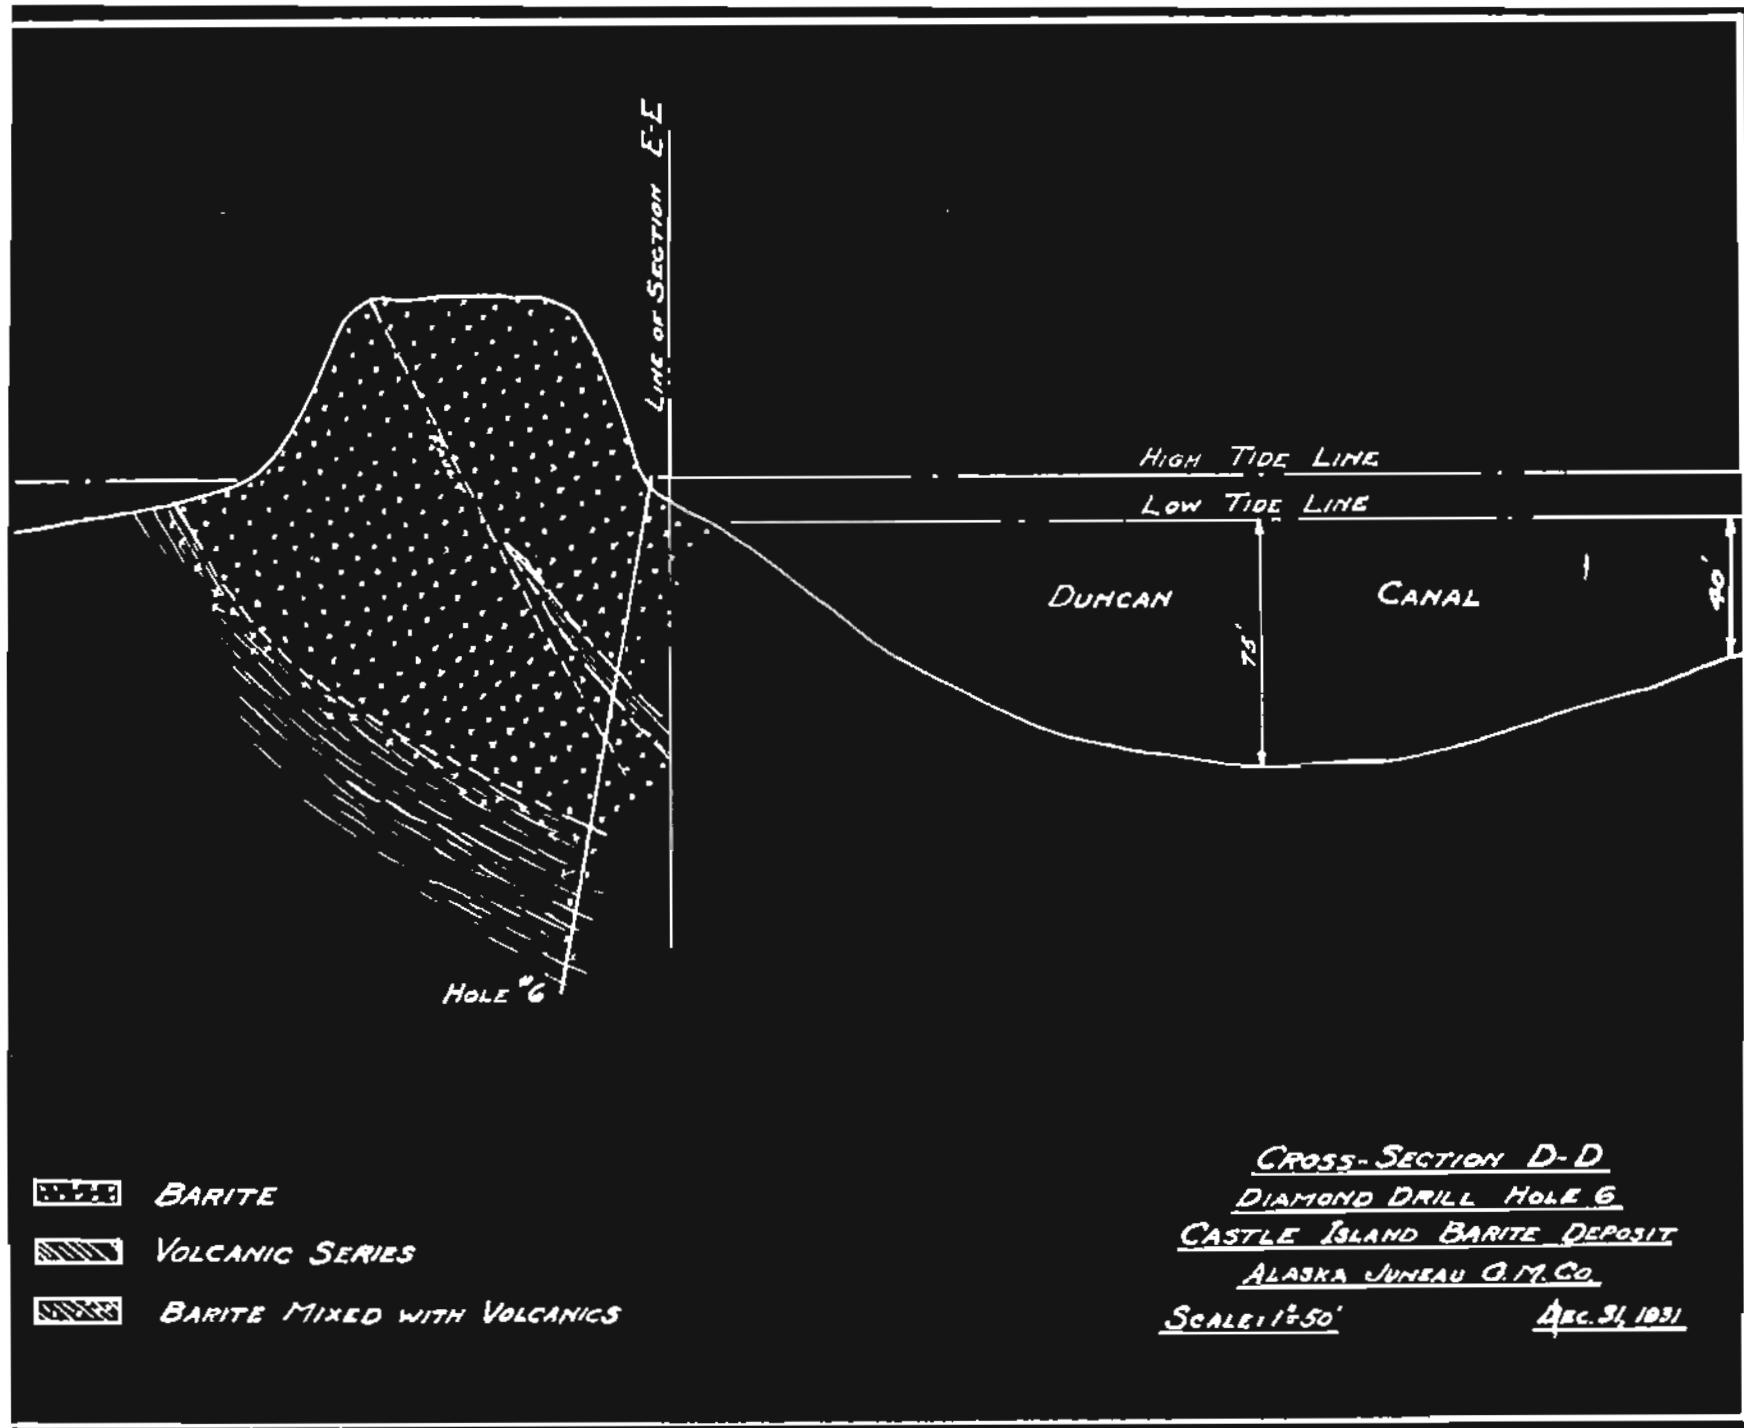 LINE OF SECTION E-E
HIGH TIDE LINE
LOW TIDE LINE
DUNCAN CANAL
75'
40'
HOLE #6
BARITE
VOLCANIC SERIES
BARITE MIXED WITH VOLCANICS
CROSS-SECTION D-D
DIAMOND DRILL HOLE 6
CASTLE ISLAND BARITE DEPOSIT
ALASKA JUNEAU G.M.CO.
SCALE: 1"=50' DEC. 31, 1931